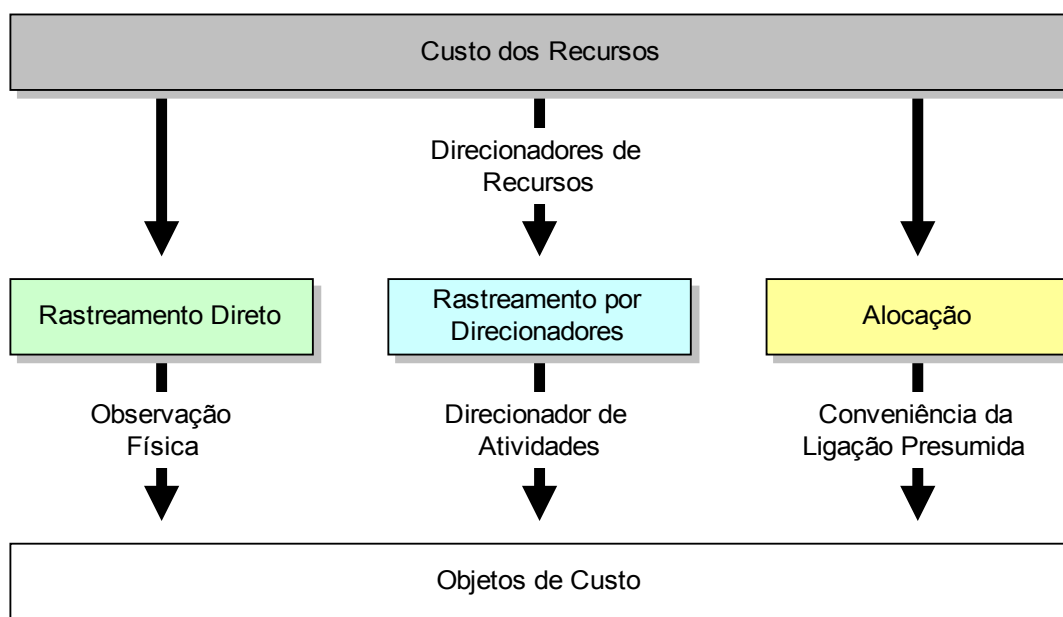 Custo dos Recursos
Direcionadores de
Recursos
Rastreamento Direto
Rastreamento por
Direcionadores
Alocação
Observação
Física
Direcionador de
Atividades
Conveniência da
Ligação Presumida
Objetos de Custo